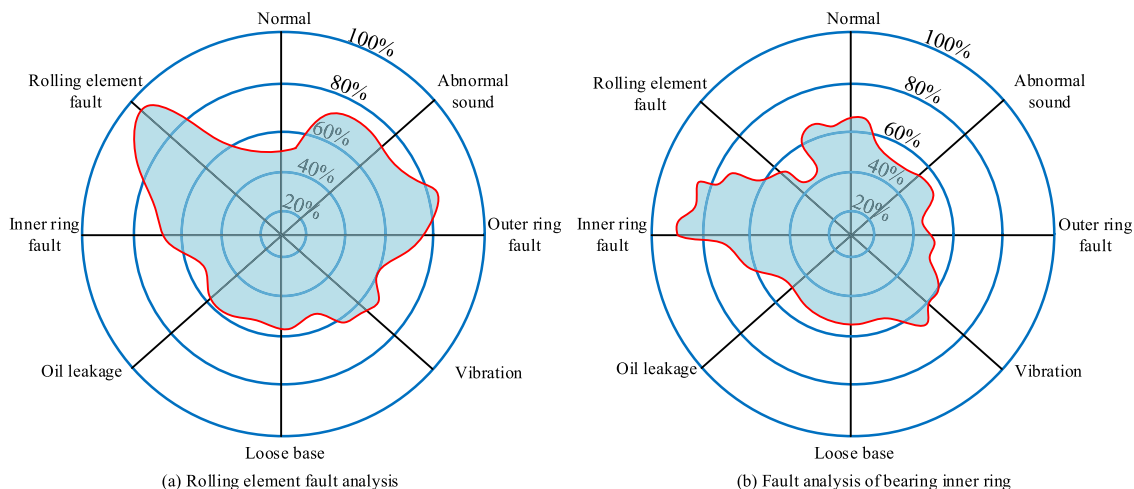 Normal
100%
Rolling element
fault
80%
Abnormal
sound
60%
40%
20%
Inner ring
fault
Outer ring
fault
Oil leakage
Vibration
Loose base
(a) Rolling element fault analysis
Normal
100%
Rolling element
fault
80%
Abnormal
sound
60%
40%
20%
Inner ring
fault
Outer ring
fault
Oil leakage
Vibration
Loose base
(b) Fault analysis of bearing inner ring